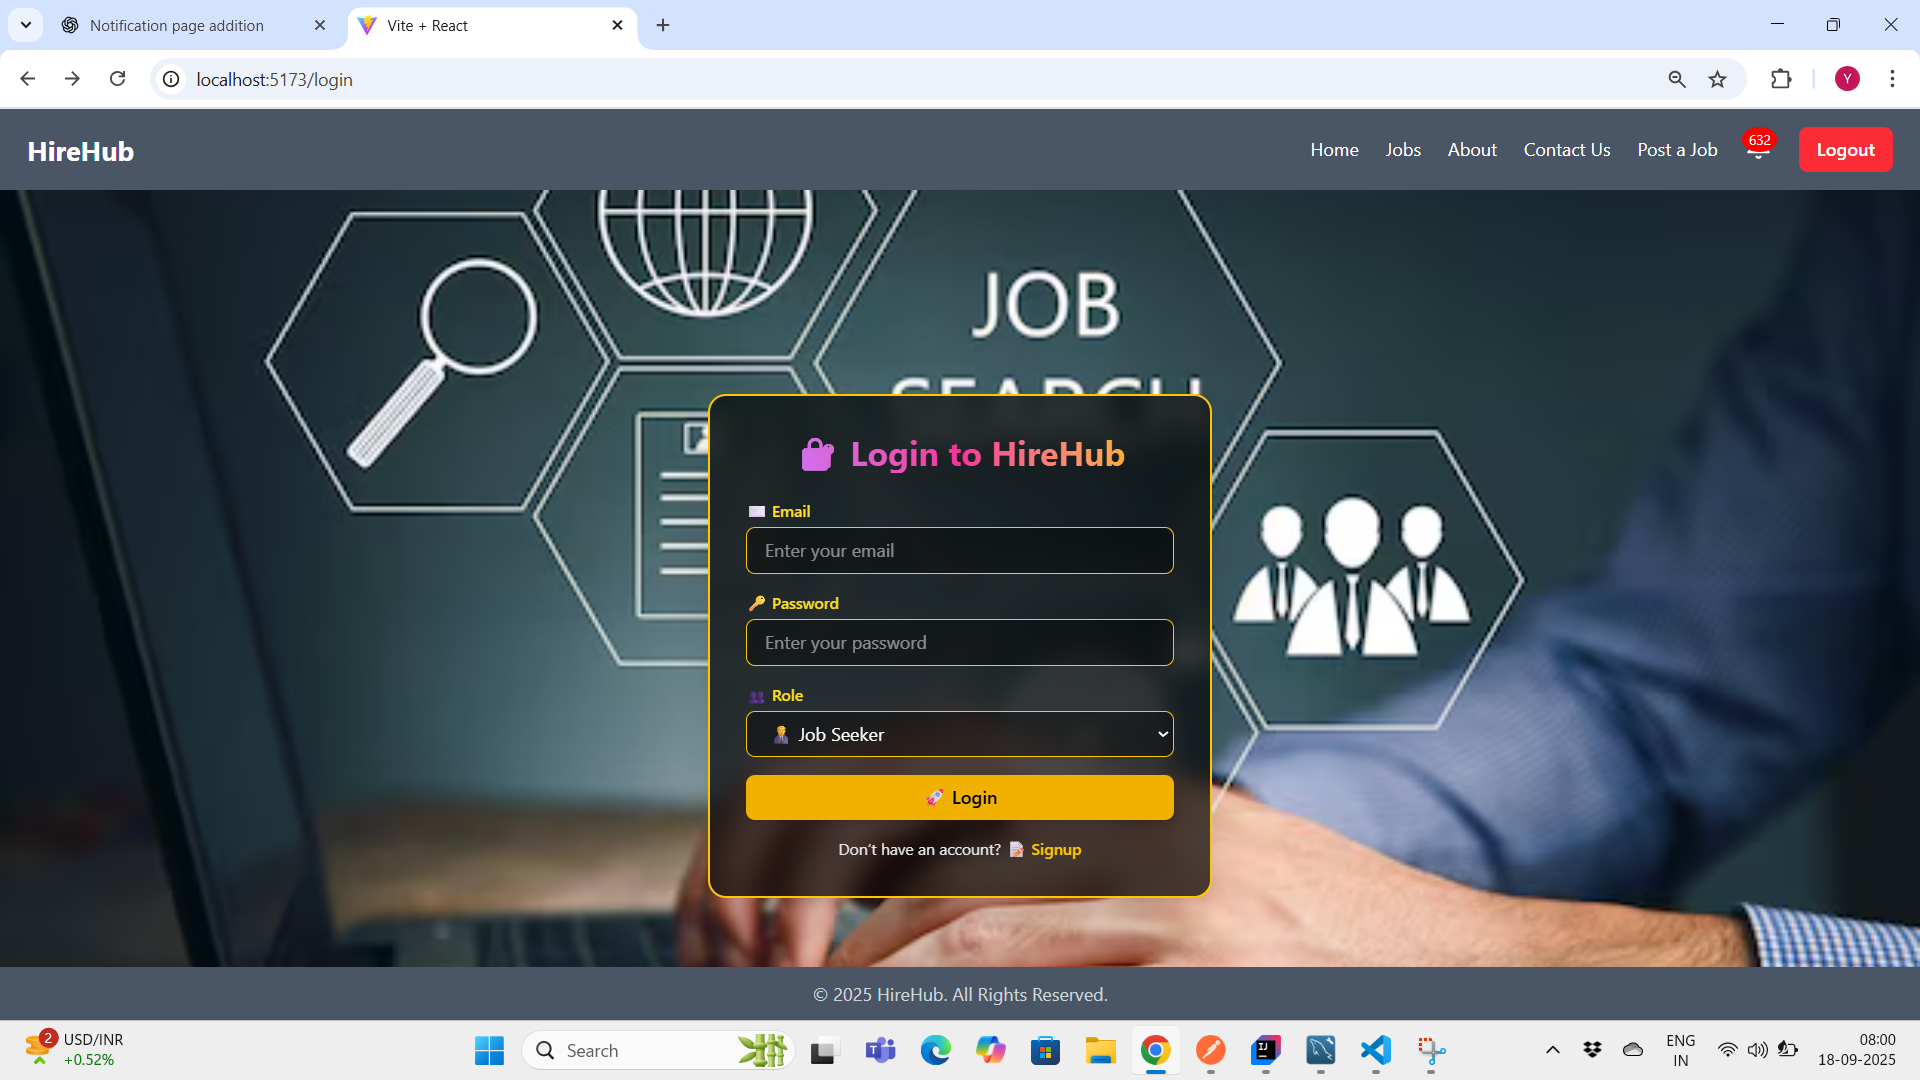 Notification page addition
Vite + React
localhost:5173/login
Y
HireHub
Home
Jobs
About
Contact Us
Post a Job
632
Logout
JOB
SEARCH
Login to HireHub
Email
Enter your email
Password
Enter your password
Role
Job Seeker
Login
Don't have an account? Signup
© 2025 HireHub. All Rights Reserved.
2
USD/INR
+0.52%
Search
ENG
IN
08:00
18-09-2025